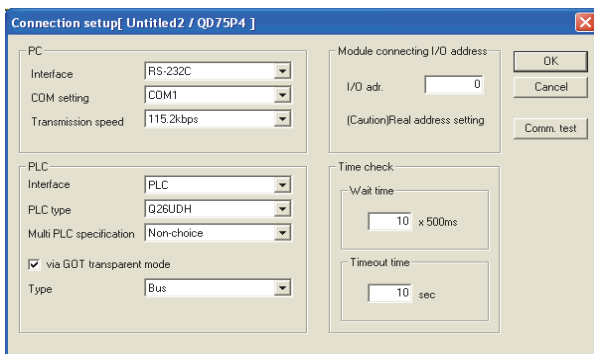 Connection setup[ Untitled2 / QD75P4 ]
PC
Interface RS-232C
COM setting COM1
Transmission speed 115.2kbps
Module connecting I/O address
I/O adr. 0
(Caution)Real address setting
OK
Cancel
Comm. test
PLC
Interface PLC
PLC type Q26UDH
Multi PLC specification Non-choice
via GOT transparent mode
Type Bus
Time check
Wait time
10 x 500ms
Timeout time
10 sec